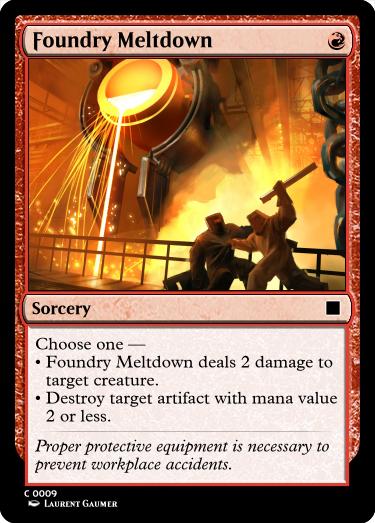 Foundry Meltdown
Sorcery
Choose one —
• Foundry Meltdown deals 2 damage to
target creature.
• Destroy target artifact with mana value
2 or less.
Proper protective equipment is necessary to
prevent workplace accidents.
C 0009
Laurent Gaumer